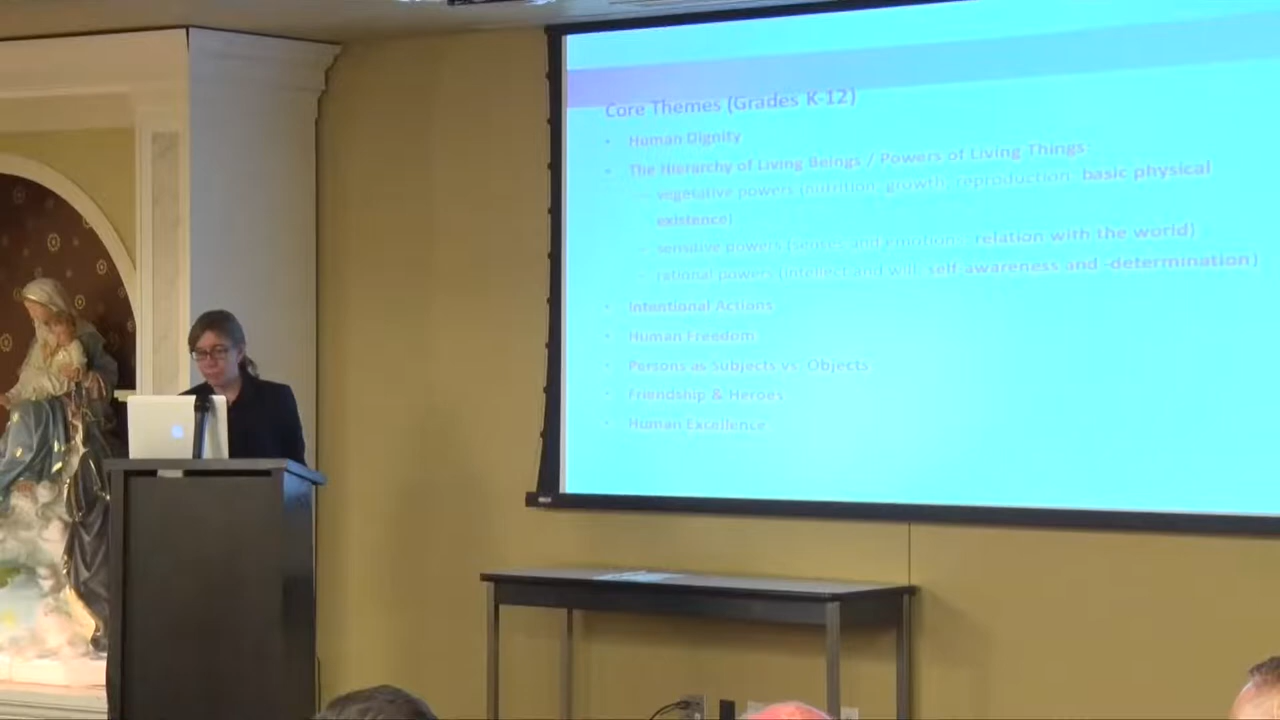 Core Themes (Grades K-12)
• Human Dignity
• The Hierarchy of Living Beings / Powers of Living Things:
– vegetative powers (nutrition, growth, reproduction: basic physical
existence)
– sensitive powers (senses and emotions: relation with the world)
– rational powers (intellect and will: self-awareness and -determination)
• Intentional Actions
• Human Freedom
• Persons as Subjects vs. Objects
• Friendship & Heroes
• Human Excellence